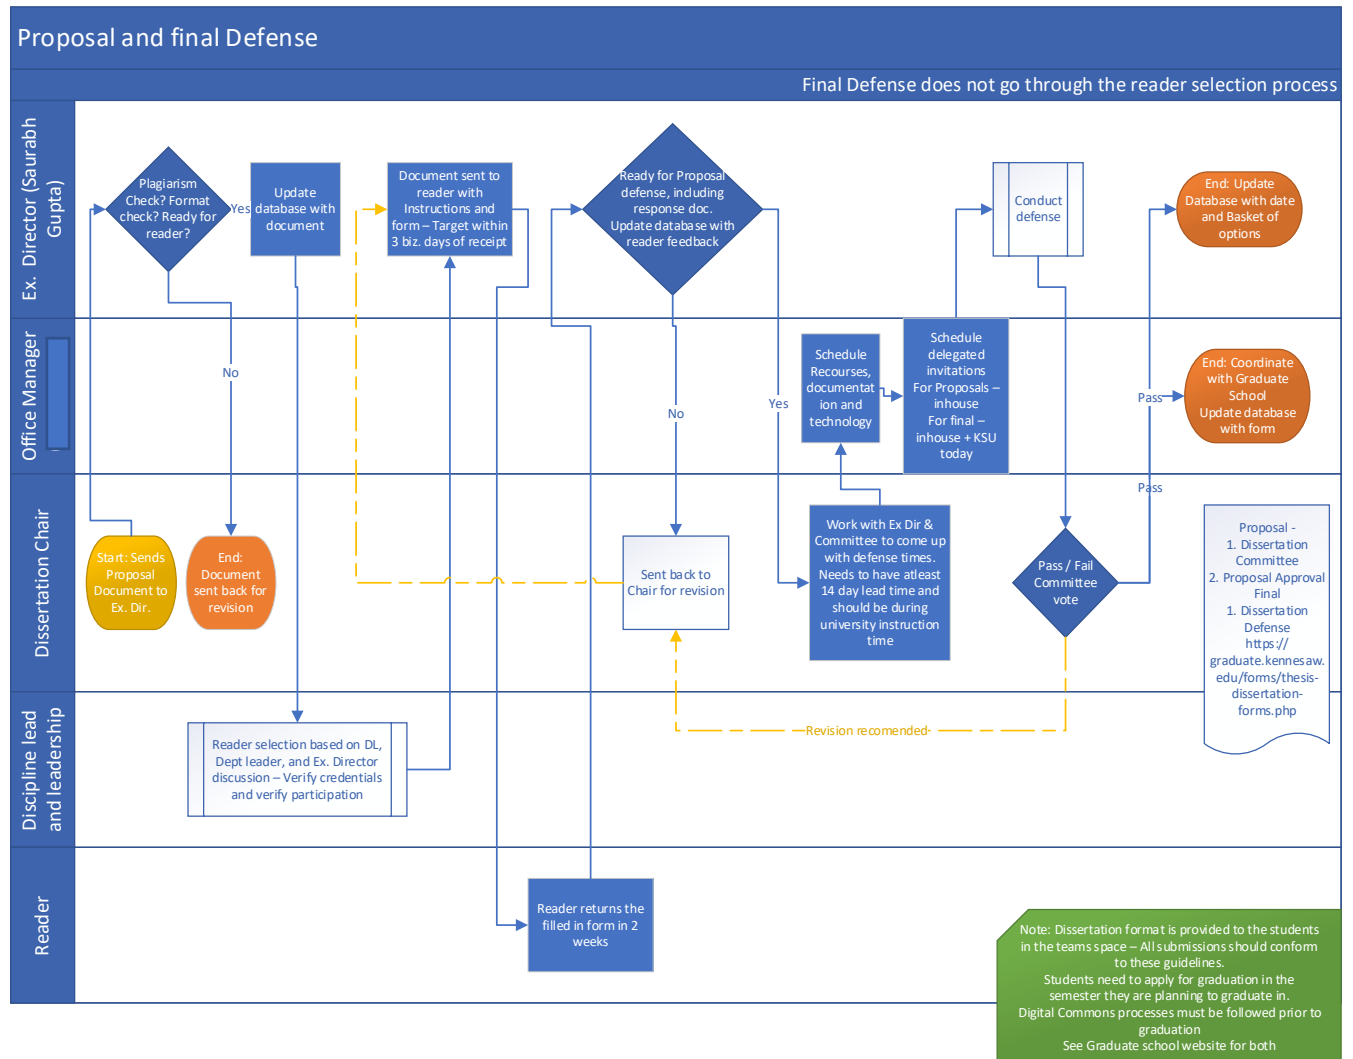 Proposal and final Defense
Final Defense does not go through the reader selection process
Ex. Director (Saurabh
Gupta)
Plagiarism
Check? Format
check? Ready for
reader?
Yes
Update
database with
document
Document sent to
reader with
Instructions and
form – Target within
3 biz. days of receipt
Ready for Proposal
defense, including
response doc.
Update database with
reader feedback
Conduct
defense
End: Update
Database with date
and Basket of
options
Office Manager
No
No
Yes
Schedule
Recourses,
documentat
ion and
technology
Schedule
delegated
invitations
For Proposals –
inhouse
For final –
inhouse + KSU
today
Pass
End: Coordinate
with Graduate
School
Update database
with form
Pass
Dissertation Chair
Start: Sends
Proposal
Document to
Ex. Dir.
End:
Document
sent back for
revision
Sent back to
Chair for revision
Work with Ex Dir &
Committee to come up
with defense times.
Needs to have atleast
14 day lead time and
should be during
university instruction
time
Pass / Fail
Committee
vote
Proposal -
1. Dissertation
Committee
2. Proposal Approval
Final
1. Dissertation
Defense
https://
graduate.kennesaw.
edu/forms/thesis-
dissertation-
forms.php
Discipline lead
and leadership
Reader selection based on DL,
Dept leader, and Ex. Director
discussion – Verify credentials
and verify participation
Revision recomended
Reader
Reader returns the
filled in form in 2
weeks
Note: Dissertation format is provided to the students
in the teams space – All submissions should conform
to these guidelines.
Students need to apply for graduation in the
semester they are planning to graduate in.
Digital Commons processes must be followed prior to
graduation
See Graduate school website for both